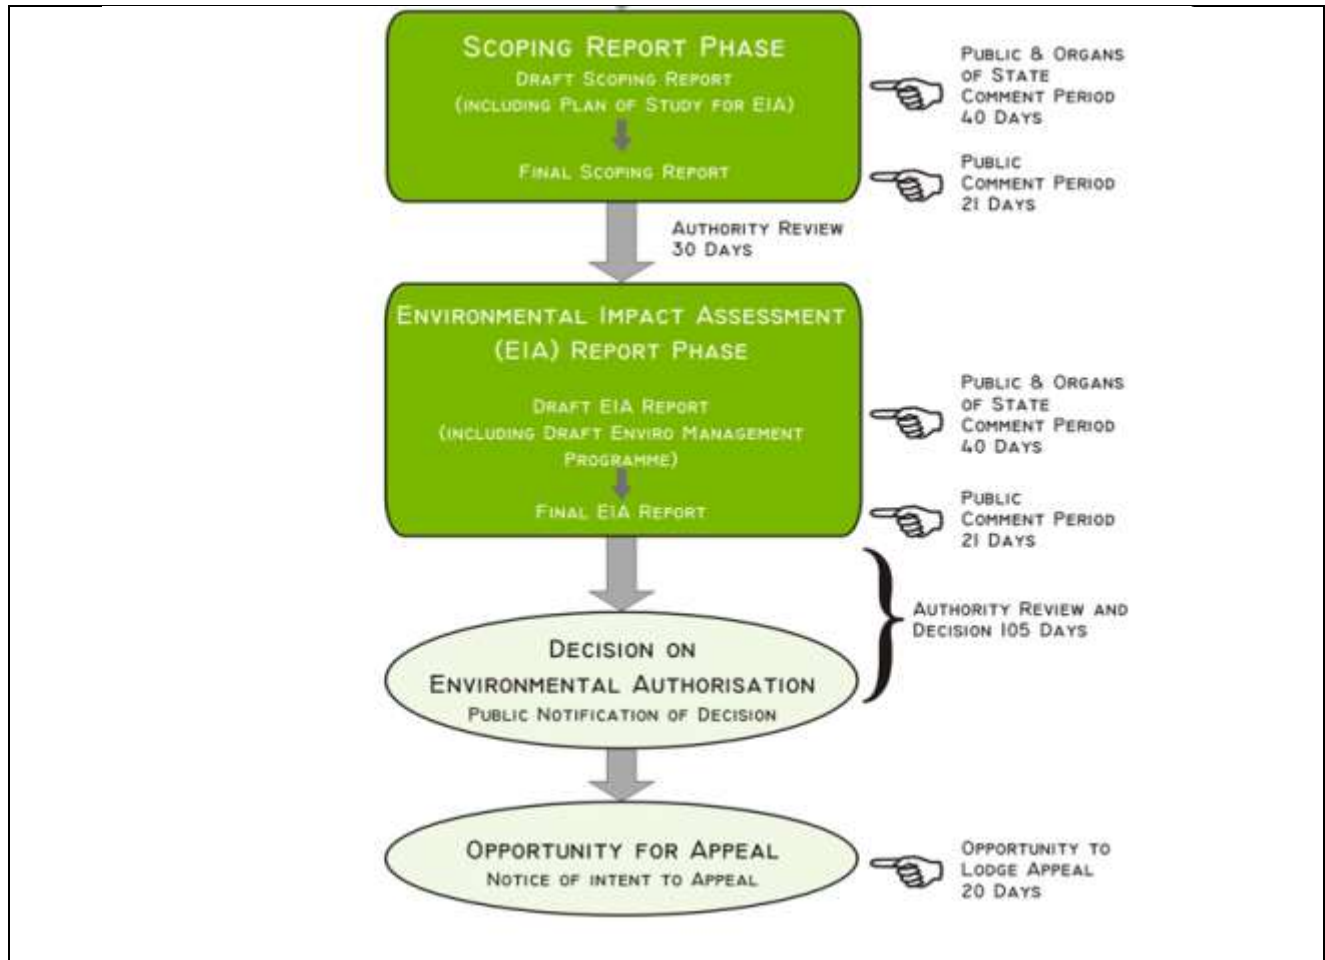 SCOPING REPORT PHASE
DRAFT SCOPING REPORT
(INCLUDING PLAN OF STUDY FOR EIA)
FINAL SCOPING REPORT
PUBLIC & ORGANS
OF STATE
COMMENT PERIOD
40 DAYS
PUBLIC
COMMENT PERIOD
21 DAYS
AUTHORITY REVIEW
30 DAYS
ENVIRONMENTAL IMPACT ASSESSMENT
(EIA) REPORT PHASE
DRAFT EIA REPORT
(INCLUDING DRAFT ENVIRO MANAGEMENT
PROGRAMME)
FINAL EIA REPORT
PUBLIC & ORGANS
OF STATE
COMMENT PERIOD
40 DAYS
PUBLIC
COMMENT PERIOD
21 DAYS
AUTHORITY REVIEW AND
DECISION 105 DAYS
DECISION ON
ENVIRONMENTAL AUTHORISATION
PUBLIC NOTIFICATION OF DECISION
OPPORTUNITY FOR APPEAL
NOTICE OF INTENT TO APPEAL
OPPORTUNITY TO
LODGE APPEAL
20 DAYS